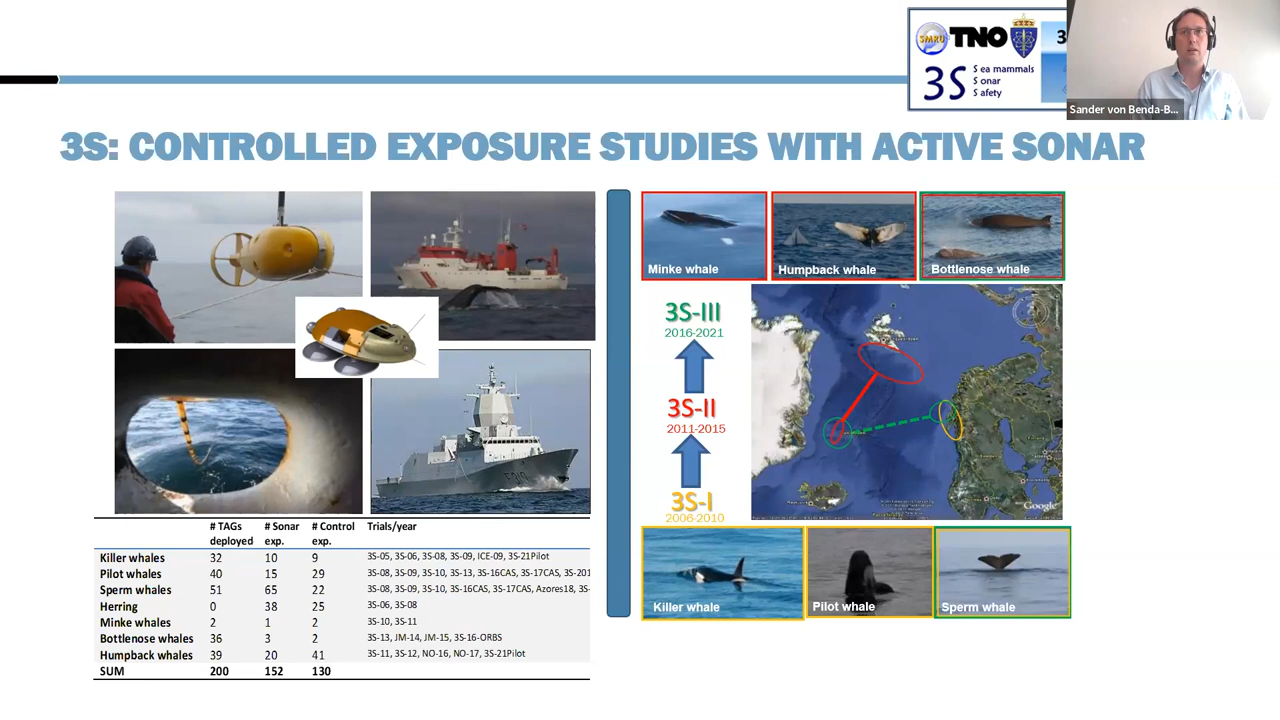 SMRU
TNO
3
3S
Sea mammals
Sonar
Safety
Sander von Benda-B...
3S: CONTROLLED EXPOSURE STUDIES WITH ACTIVE SONAR
Minke whale
Humpback whale
Bottlenose whale
3S-III
2016-2021
3S-II
2011-2015
3S-I
2006-2010
Google
F310
Killer whale
Pilot whale
Sperm whale
# TAGs deployed # Sonar exp. # Control exp. Trials/year
Killer whales 32 10 9 3S-05, 3S-06, 3S-08, 3S-09, ICE-09, 3S-21Pilot
Pilot whales 40 15 29 3S-08, 3S-09, 3S-10, 3S-13, 3S-16CAS, 3S-17CAS, 3S-201
Sperm whales 51 65 22 3S-08, 3S-09, 3S-10, 3S-16CAS, 3S-17CAS, Azores18, 3S-
Herring 0 38 25 3S-06, 3S-08
Minke whales 2 1 2 3S-10, 3S-11
Bottlenose whales 36 3 2 3S-13, JM-14, JM-15, 3S-16-ORBS
Humpback whales 39 20 41 3S-11, 3S-12, NO-16, NO-17, 3S-21Pilot
SUM 200 152 130